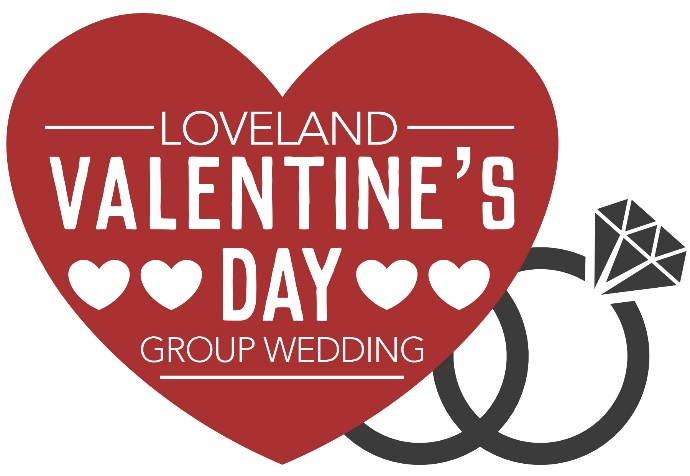 LOVELAND
VALENTINE'S
DAY
GROUP WEDDING